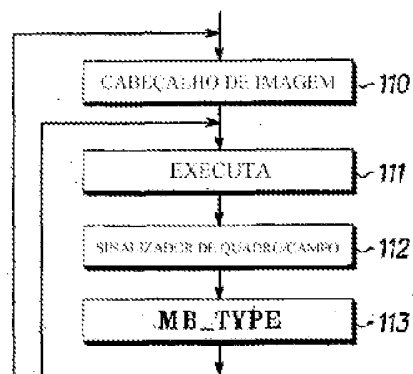 CABEÇALHO DE IMAGEM 110
EXECUTA 111
SINALIZADOR DE QUADRO/CAMPO 112
MB_TYPE 113